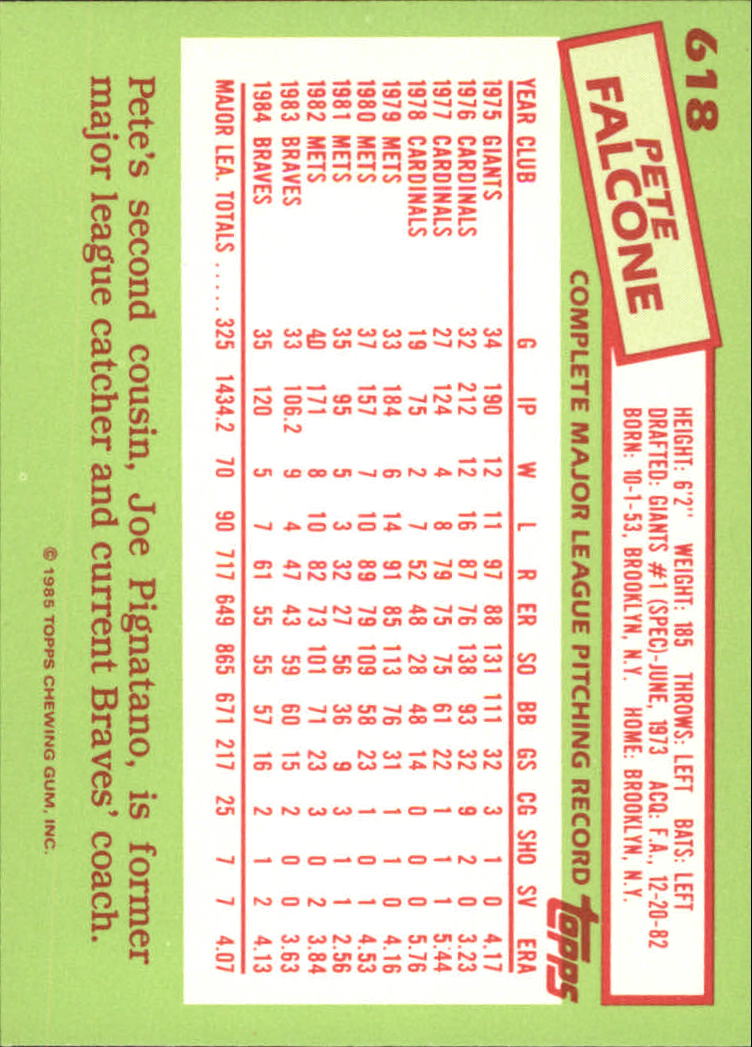 618
PETE
FALCONE
HEIGHT: 6'2" WEIGHT: 185 THROWS: LEFT BATS: LEFT
DRAFTED: GIANTS #1 (SPEC)-JUNE, 1973 ACQ: F.A., 12-20-82
BORN: 10-1-53, BROOKLYN, N.Y. HOME: BROOKLYN, N.Y.
COMPLETE MAJOR LEAGUE PITCHING RECORD
topps
YEAR CLUB G IP W L R ER SO BB GS CG SHO SV ERA
1975 GIANTS 34 190 12 11 97 88 131 111 32 3 1 0 4.17
1976 CARDINALS 32 212 12 16 87 76 138 93 32 9 2 0 3.23
1977 CARDINALS 27 124 4 8 79 75 75 61 22 1 1 1 5.44
1978 CARDINALS 19 75 2 7 52 48 28 48 14 0 0 0 5.76
1979 METS 33 184 6 14 91 85 113 76 31 1 1 0 4.16
1980 METS 37 157 7 10 89 79 109 58 23 1 0 1 4.53
1981 METS 35 95 5 3 32 27 56 36 9 3 1 1 2.56
1982 METS 40 171 8 10 82 73 101 71 23 3 0 2 3.84
1983 BRAVES 33 106.2 9 4 47 43 59 60 15 2 0 0 3.63
1984 BRAVES 35 120 5 7 61 55 55 57 16 2 1 2 4.13
MAJOR LEA. TOTALS ...... 325 1434.2 70 90 717 649 865 671 217 25 7 7 4.07
Pete's second cousin, Joe Pignatano, is former
major league catcher and current Braves' coach.
© 1985 TOPPS CHEWING GUM, INC.